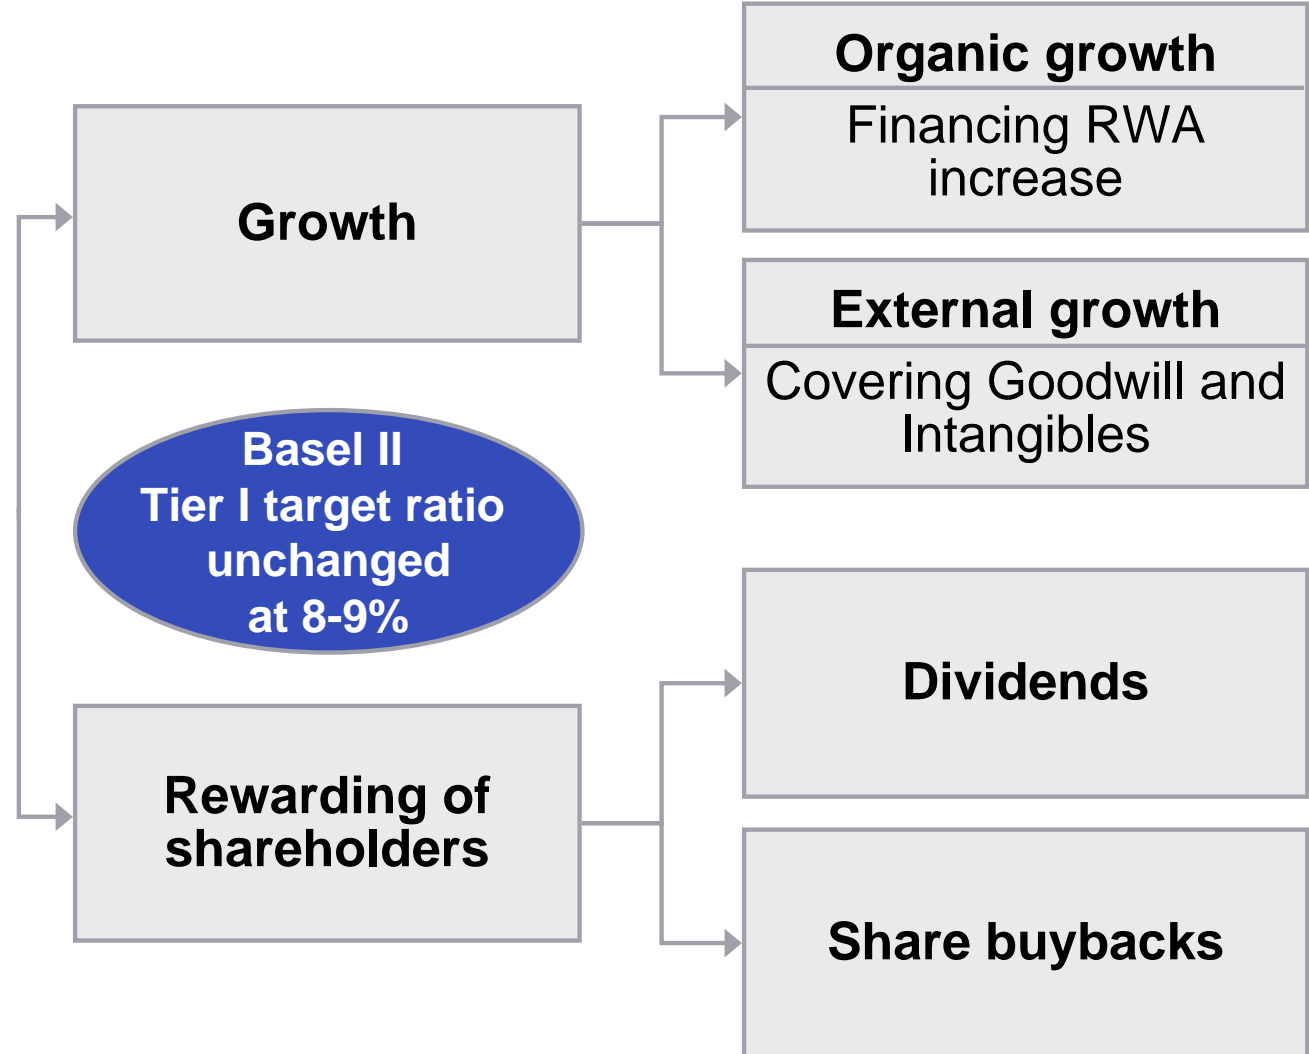 Growth
Organic growth
Financing RWA
increase
External growth
Covering Goodwill and
Intangibles
Basel II
Tier I target ratio
unchanged
at 8-9%
Rewarding of
shareholders
Dividends
Share buybacks